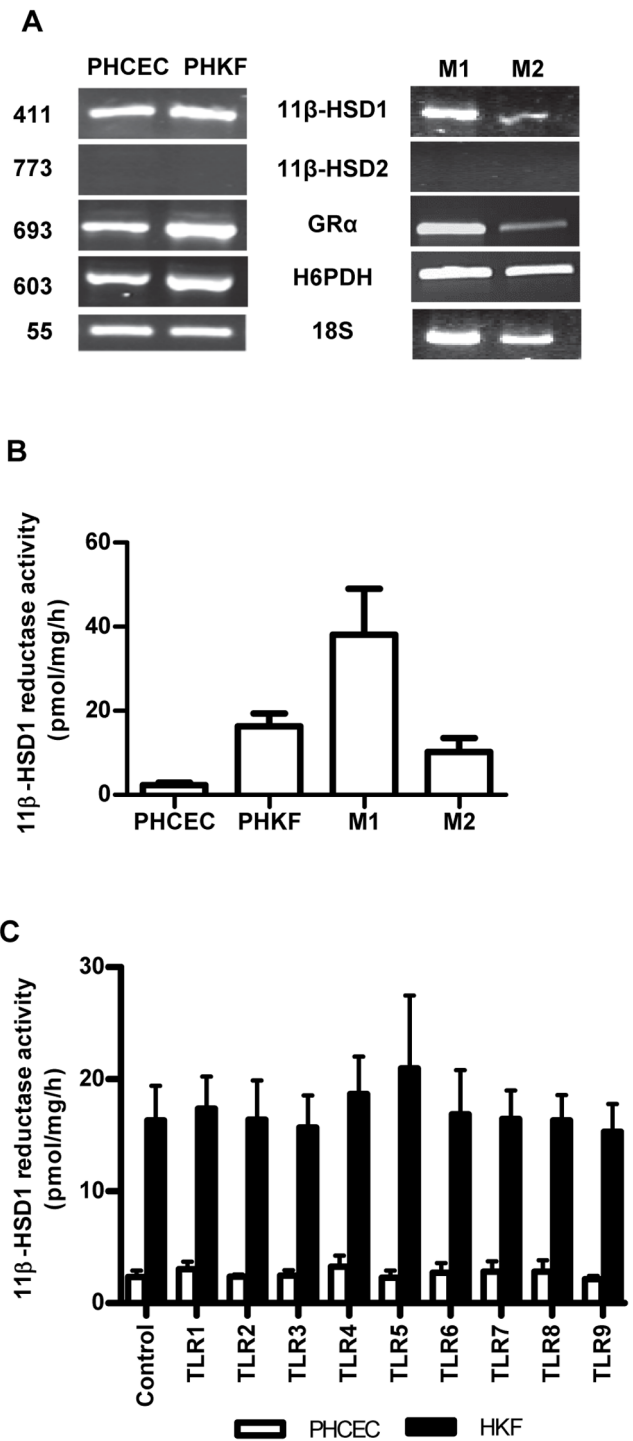 A
PHCEC PHKF M1 M2
411 11β-HSD1
773 11β-HSD2
693 GRα
603 H6PDH
55 18S
B
11β-HSD1 reductase activity
(pmol/mg/h)
60
40
20
0
PHCEC PHKF M1 M2
C
11β-HSD1 reductase activity
(pmol/mg/h)
30
20
10
0
Control TLR1 TLR2 TLR3 TLR4 TLR5 TLR6 TLR7 TLR8 TLR9
PHCEC HKF